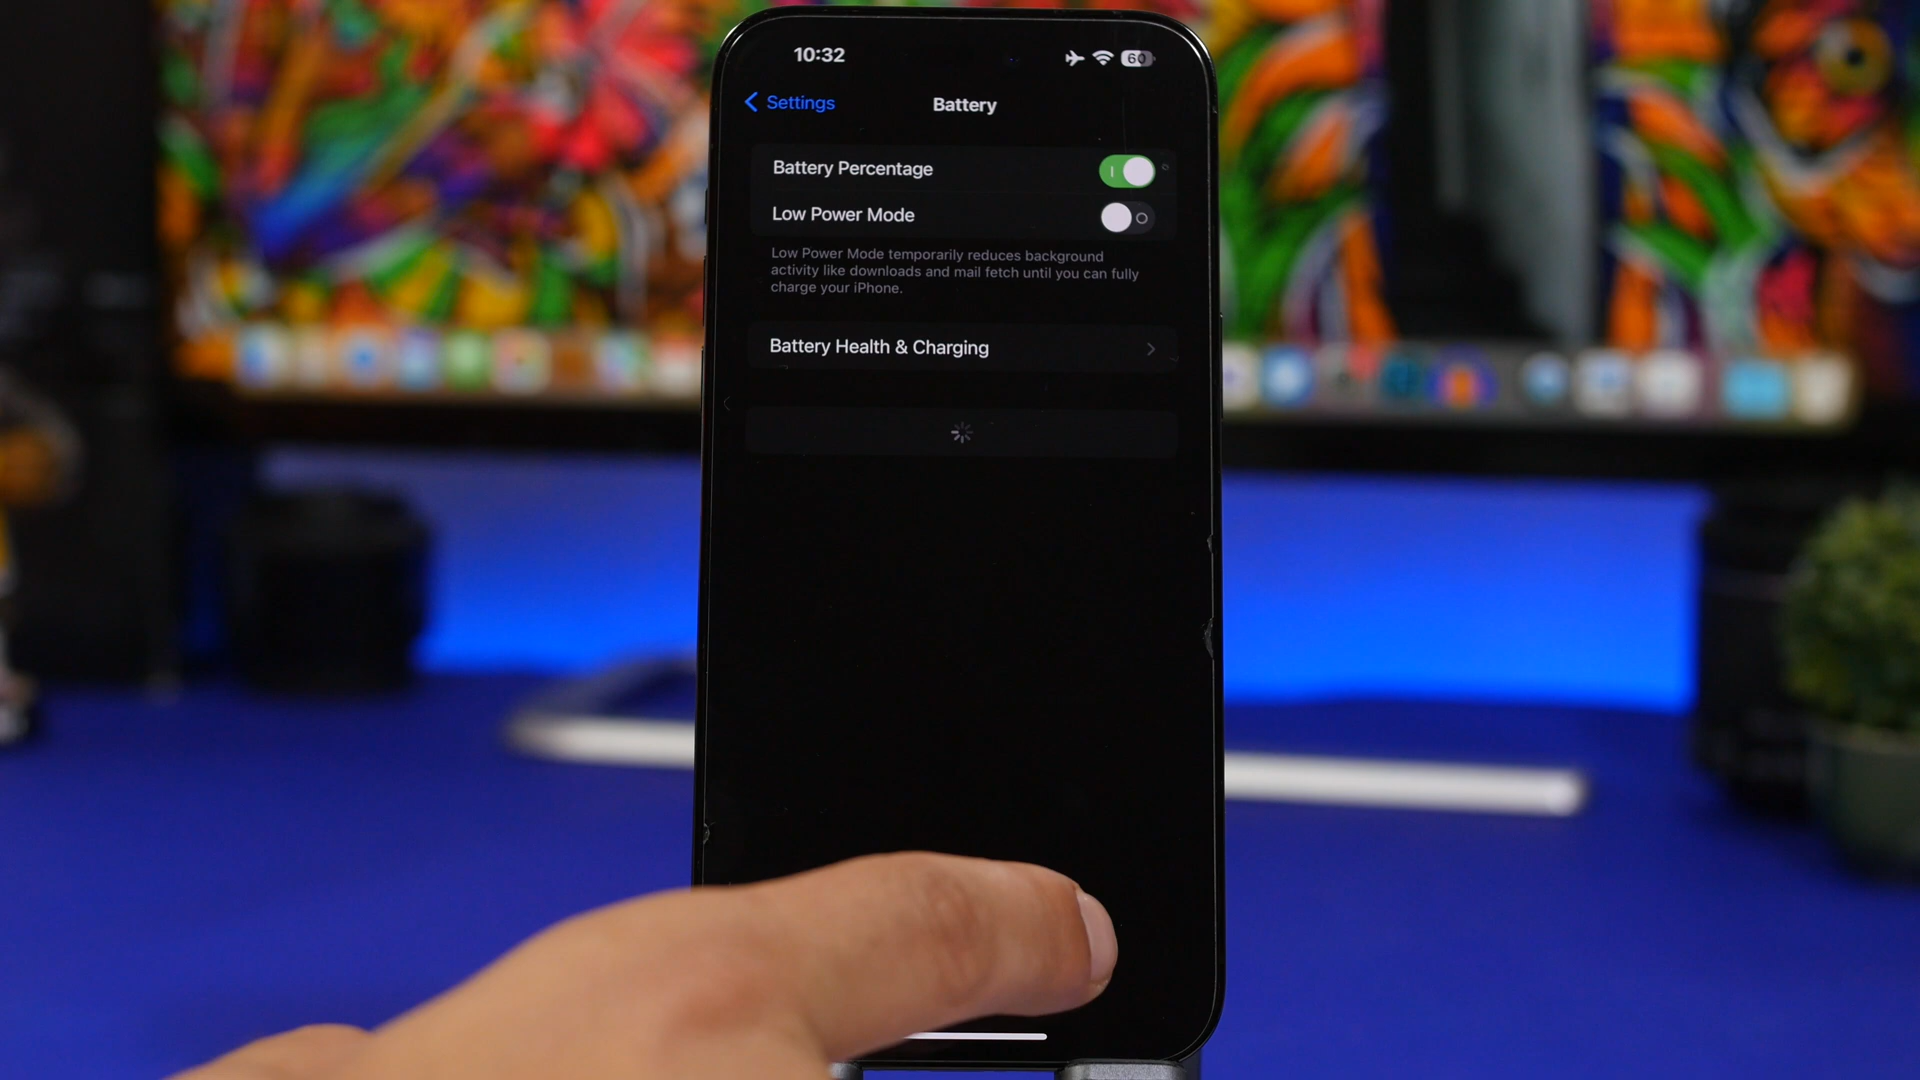 10:32
60
Settings
Battery
Battery Percentage
Low Power Mode
Low Power Mode temporarily reduces background
activity like downloads and mail fetch until you can fully
charge your iPhone.
Battery Health & Charging